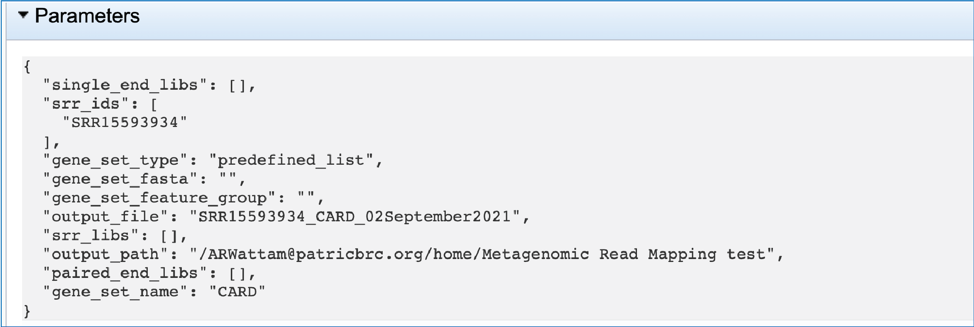 ▼ Parameters
{
  "single_end_libs": [],
  "srr_ids": [
    "SRR15593934"
  ],
  "gene_set_type": "predefined_list",
  "gene_set_fasta": "",
  "gene_set_feature_group": "",
  "output_file": "SRR15593934_CARD_02September2021",
  "srr_libs": [],
  "output_path": "/ARWattam@patricbrc.org/home/Metagenomic Read Mapping test",
  "paired_end_libs": [],
  "gene_set_name": "CARD"
}